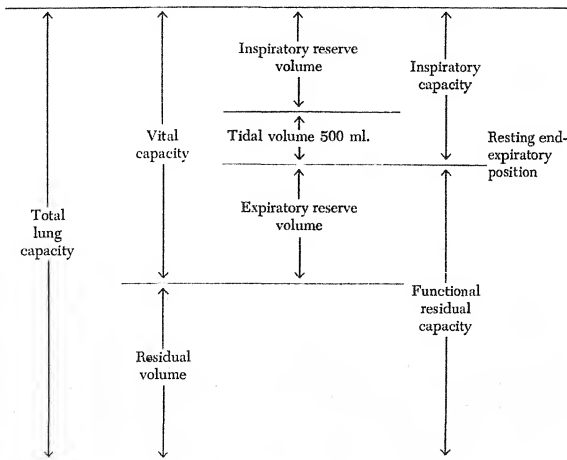 Inspiratory reserve
volume
Inspiratory
capacity
Tidal volume 500 ml.
Vital
capacity
Resting end-
expiratory
position
Total
lung
capacity
Expiratory reserve
volume
Functional
residual
capacity
Residual
volume